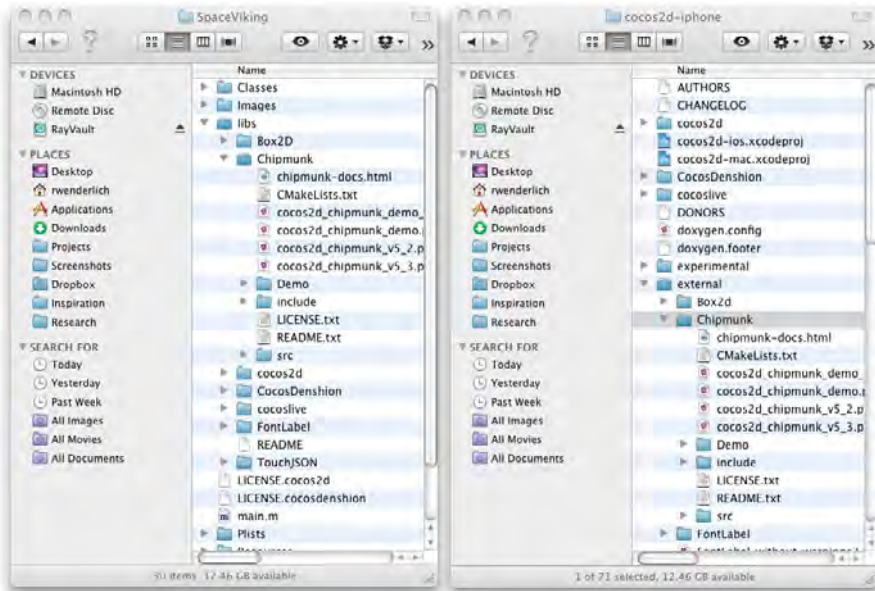 SpaceViking
Name
DEVICES
Macintosh HD
Remote Disc
RayVault
PLACES
Desktop
rwenderlich
Applications
Downloads
Projects
Screenshots
Dropbox
Inspiration
Research
SEARCH FOR
Today
Yesterday
Past Week
All Images
All Movies
All Documents
Classes
Images
libs
Box2D
Chipmunk
chipmunk-docs.html
CMakeLists.txt
cocos2d_chipmunk_demo_
cocos2d_chipmunk_demo.
cocos2d_chipmunk_v5_2.p
cocos2d_chipmunk_v5_3.p
Demo
include
LICENSE.txt
README.txt
src
cocos2d
CocosDenshion
cocoslive
FontLabel
README
TouchJSON
LICENSE.cocos2d
LICENSE.cocosdenshion
main.m
Plists
Resources
items, 12.46 GB available
cocos2d-iphone
Name
DEVICES
Macintosh HD
Remote Disc
RayVault
PLACES
Desktop
rwenderlich
Applications
Downloads
Projects
Screenshots
Dropbox
Inspiration
Research
SEARCH FOR
Today
Yesterday
Past Week
All Images
All Movies
All Documents
AUTHORS
CHANGELOG
cocos2d
cocos2d-ios.xcodeproj
cocos2d-mac.xcodeproj
CocosDenshion
cocoslive
DONORS
doxygen.config
doxygen.footer
experimental
external
Box2d
Chipmunk
chipmunk-docs.html
CMakeLists.txt
cocos2d_chipmunk_demo_
cocos2d_chipmunk_demo.
cocos2d_chipmunk_v5_2.p
cocos2d_chipmunk_v5_3.p
Demo
include
LICENSE.txt
README.txt
src
FontLabel
1 of 71 selected, 12.46 GB available